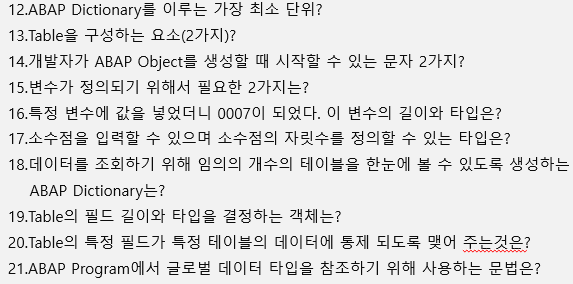 12.ABAP Dictionary를 이루는 가장 최소 단위?
13.Table을 구성하는 요소(2가지)?
14.개발자가 ABAP Object를 생성할 때 시작할 수 있는 문자 2가지?
15.변수가 정의되기 위해서 필요한 2가지는?
16.특정 변수에 값을 넣었더니 0007이 되었다. 이 변수의 길이와 타입은?
17.소수점을 입력할 수 있으며 소수점의 자릿수를 정의할 수 있는 타입은?
18.데이터를 조회하기 위해 임의의 개수의 테이블을 한눈에 볼 수 있도록 생성하는
ABAP Dictionary는?
19.Table의 필드 길이와 타입을 결정하는 객체는?
20.Table의 특정 필드가 특정 테이블의 데이터에 통제 되도록 맺어 주는것은?
21.ABAP Program에서 글로벌 데이터 타입을 참조하기 위해 사용하는 문법은?